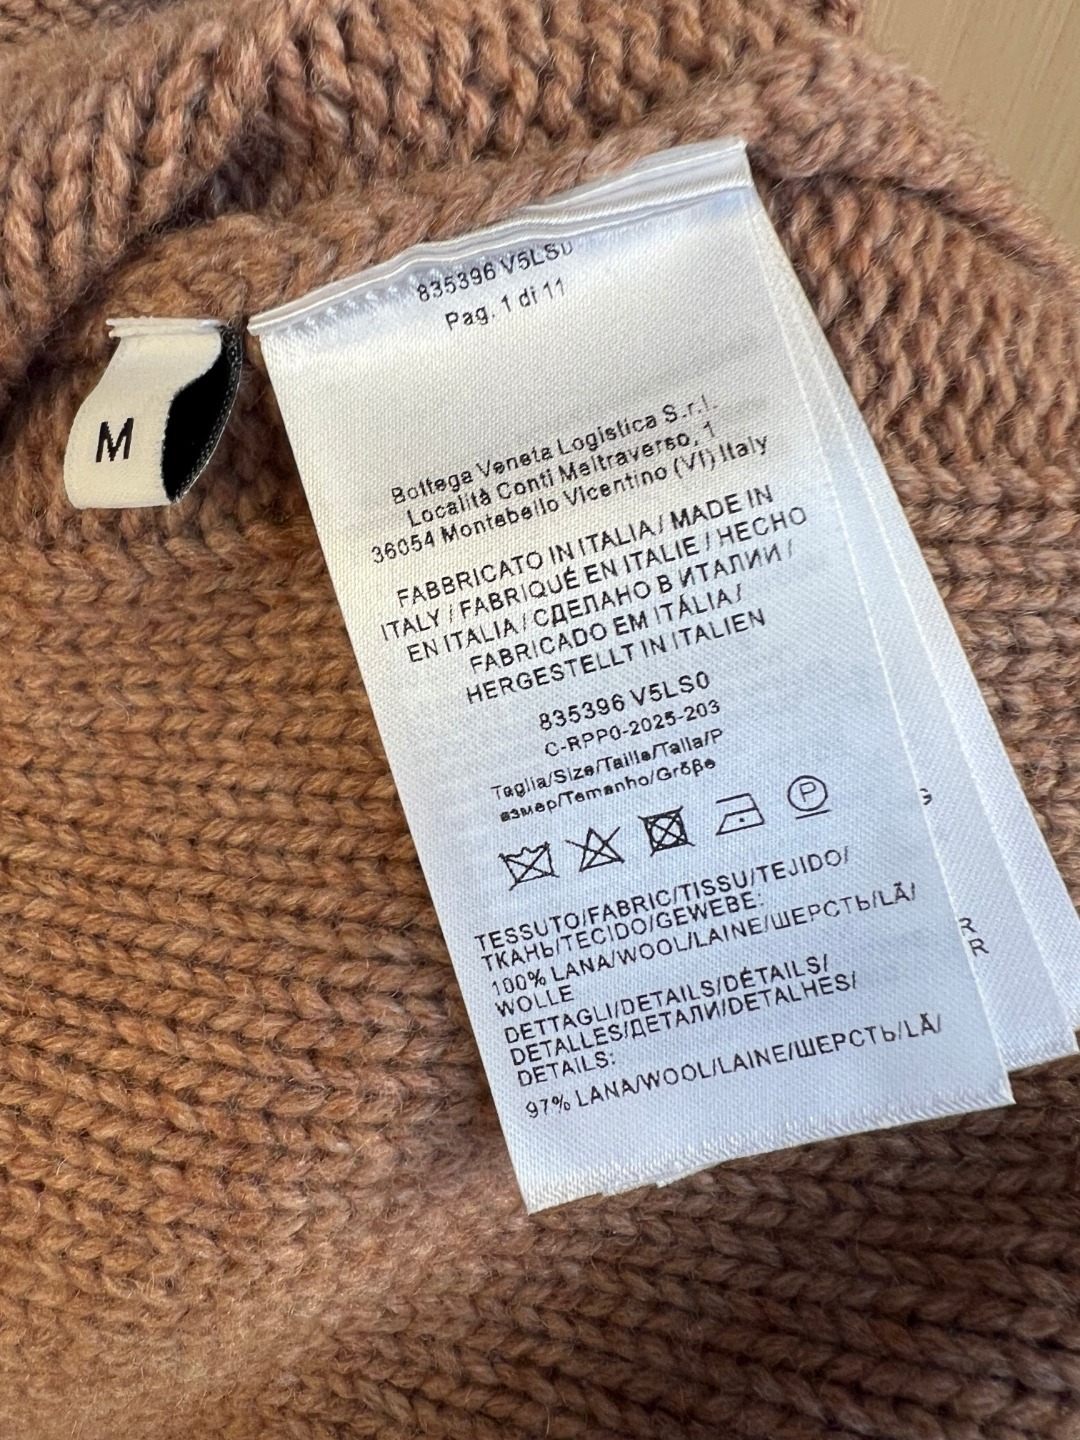 M
835396 V5LS0
Pag. 1 di 11
Bottega Veneta Logistica S.r.l.
Località Conti Maltraverso, 1
36054 Montebello Vicentino (VI) Italy
FABBRICATO IN ITALIA / MADE IN
ITALY / FABRIQUÉ EN ITALIE / HECHO
EN ITALIA / СДЕЛАНО В ИТАЛИИ /
FABRICADO EM ITÁLIA /
HERGESTELLT IN ITALIEN
835396 V5LS0
C-RPP0-2025-203
Taglia/Size/Taille/Talla/Р
азмер/Tamanho/Größe
P
TESSUTO/FABRIC/TISSU/TEJIDO/
ТКАНЬ/TECIDO/GEWEBE:
100% LANA/WOOL/LAINE/ШЕРСТЬ/LÃ/
WOLLE
DETTAGLI/DETAILS/DÉTAILS/
DETALLES/ДЕТАЛИ/DETALHES/
DETAILS:
97% LANA/WOOL/LAINE/ШЕРСТЬ/LÃ/
G
R
R